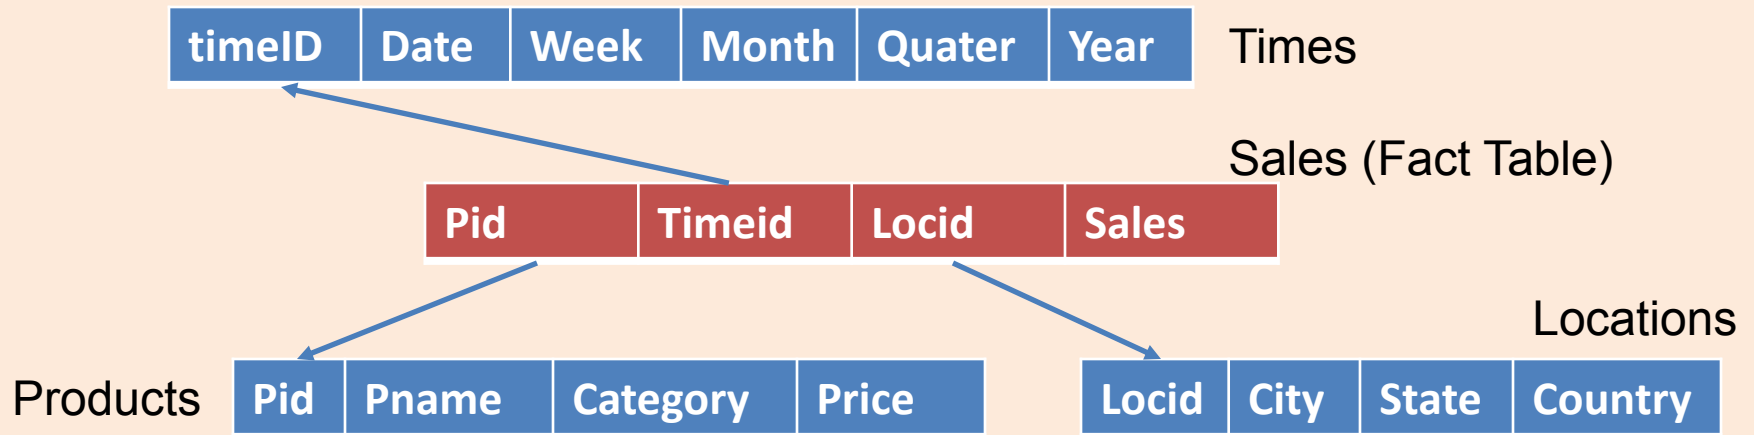 timeID Date Week Month Quater Year Times
Sales (Fact Table)
Pid Timeid Locid Sales
Locations
Products Pid Pname Category Price Locid City State Country